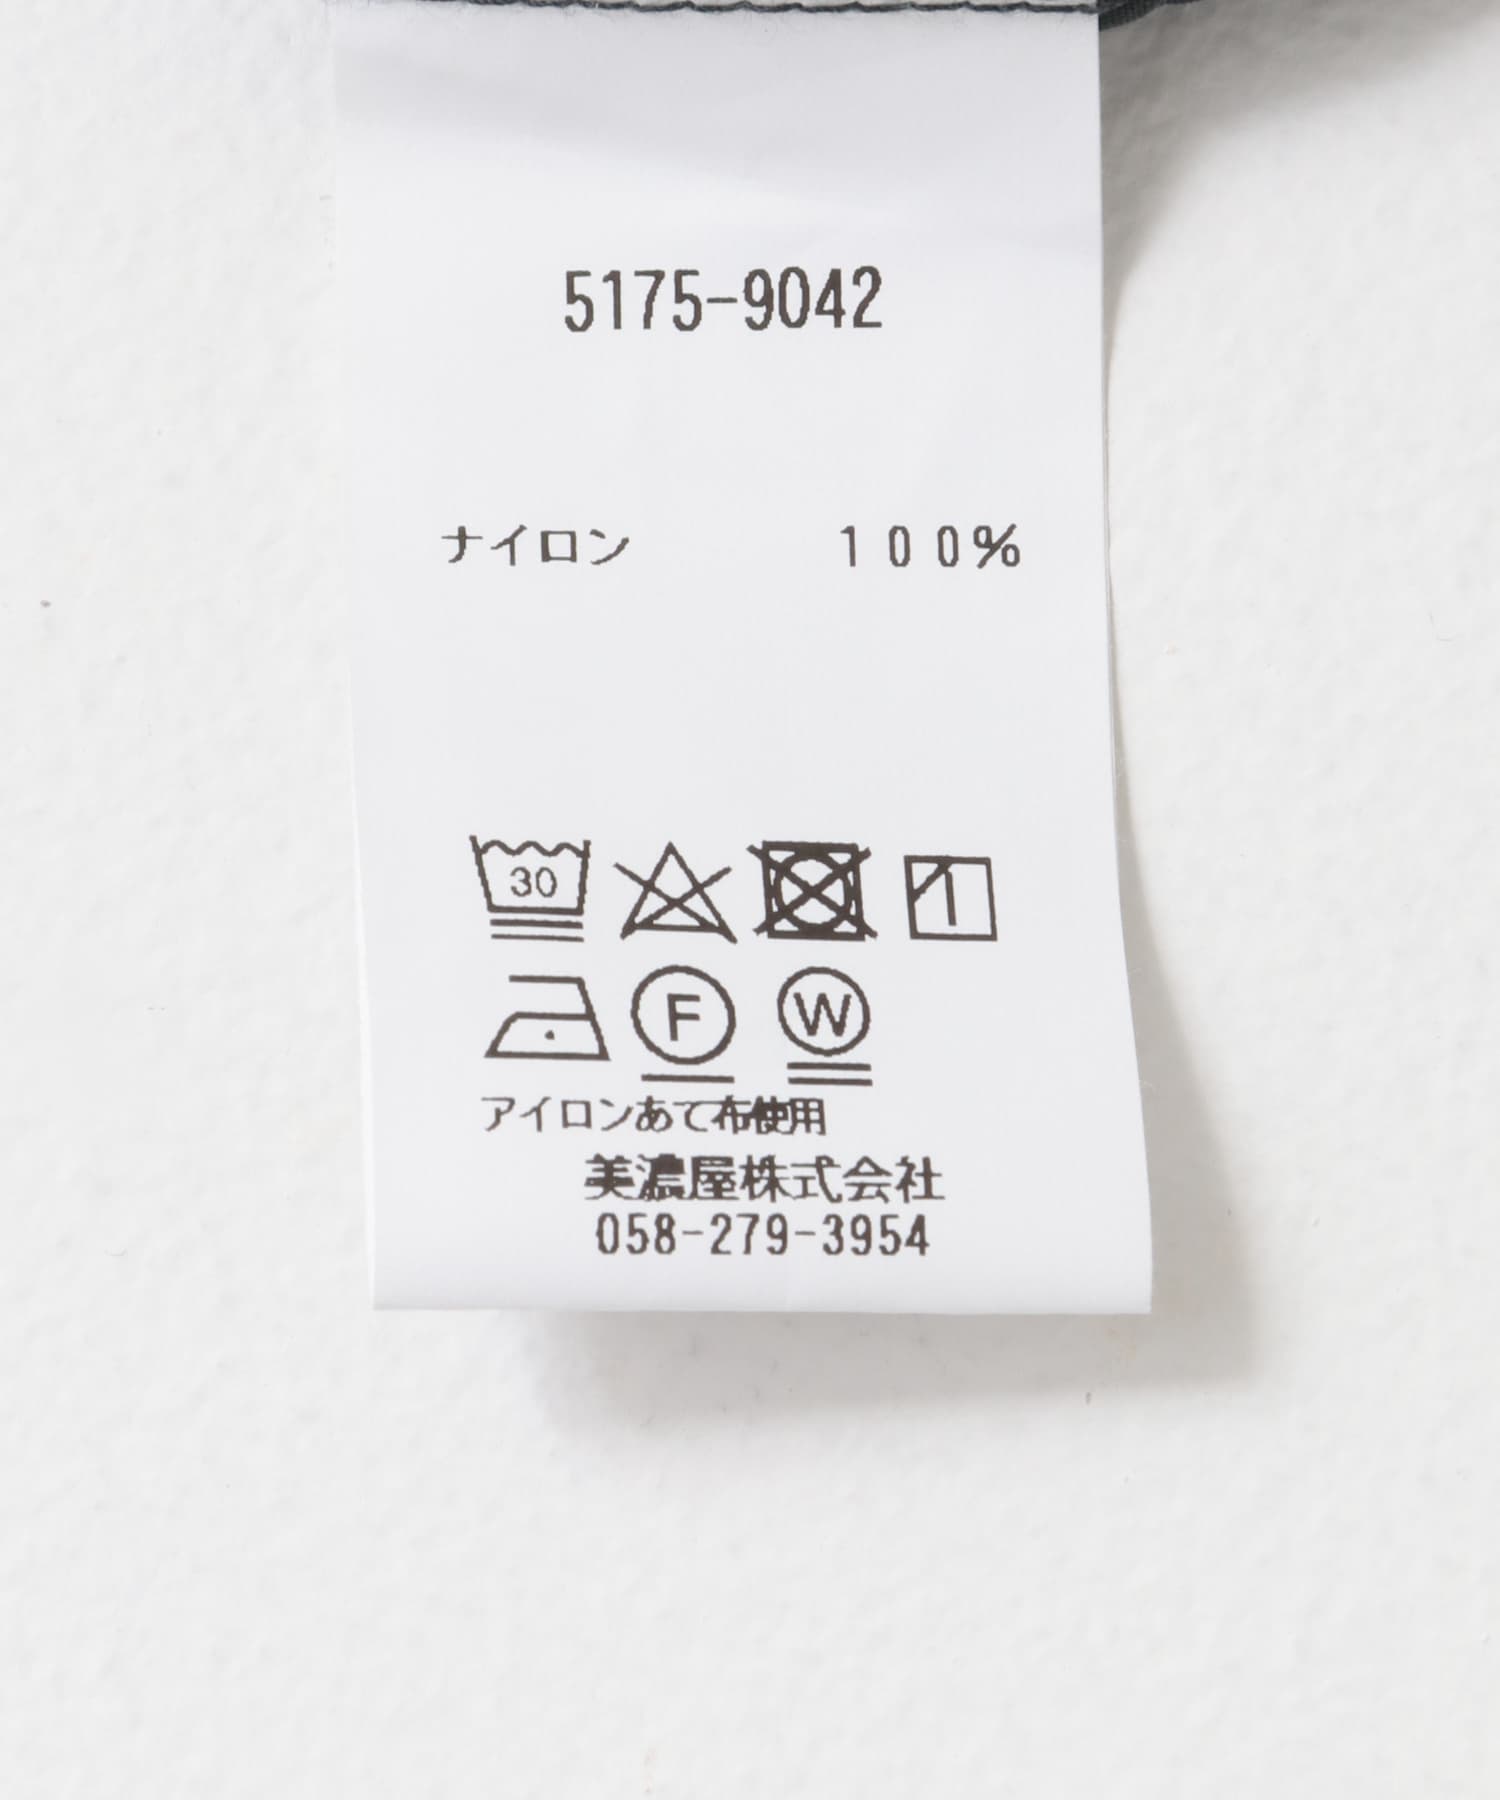 5175-9042
ナイロン 100%
30
F W
アイロンあて布使用
美濃屋株式会社
058-279-3954